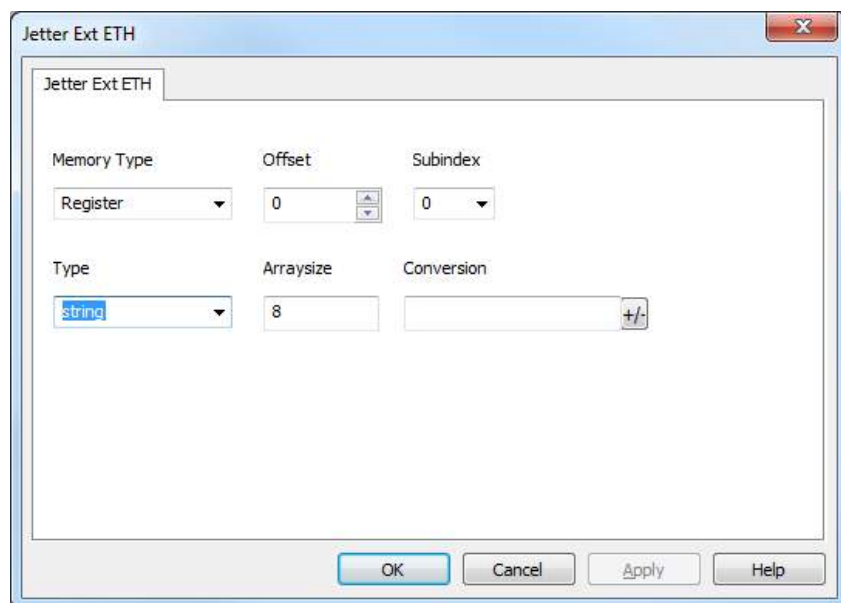 Jetter Ext ETH
Jetter Ext ETH
Memory Type Offset Subindex
Register 0 0
Type Arraysize Conversion
string 8 +/-
OK Cancel Apply Help